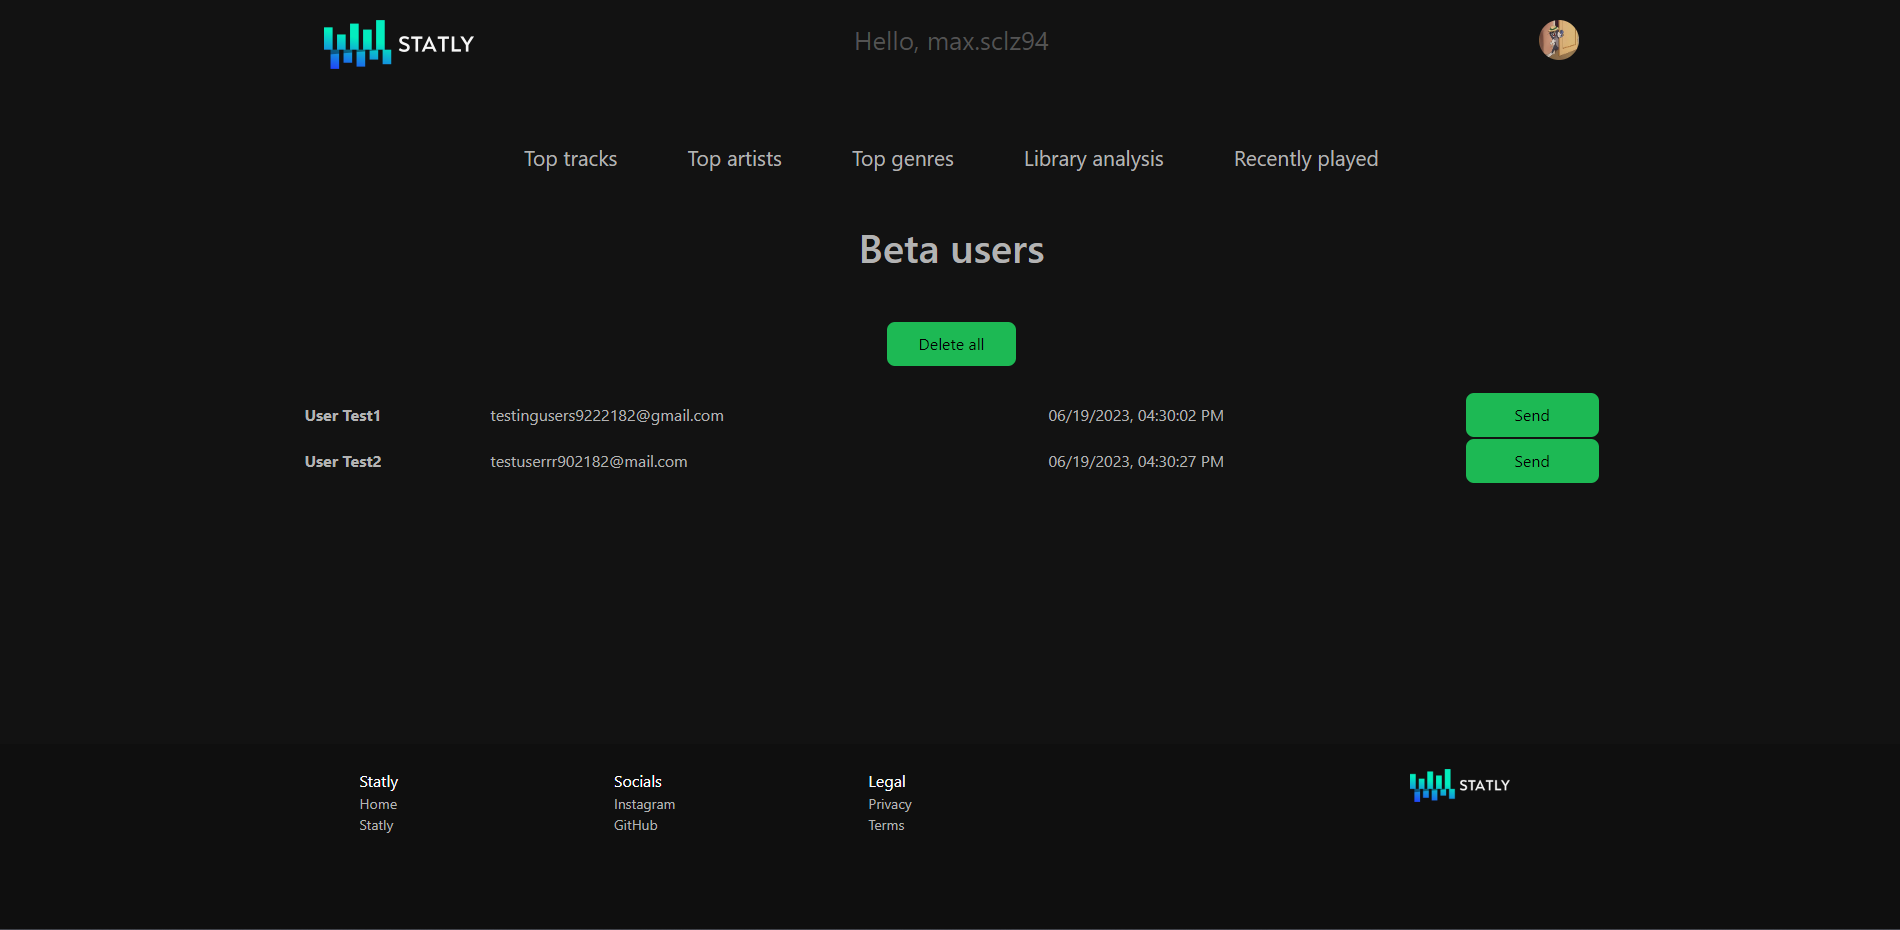 STATLY
Hello, max.sclz94
Top tracks Top artists Top genres Library analysis Recently played
Beta users
Delete all
User Test1 testingusers9222182@gmail.com 06/19/2023, 04:30:02 PM Send
User Test2 testuserrr902182@mail.com 06/19/2023, 04:30:27 PM Send
Statly Socials Legal STATLY
Home Instagram Privacy
Statly GitHub Terms